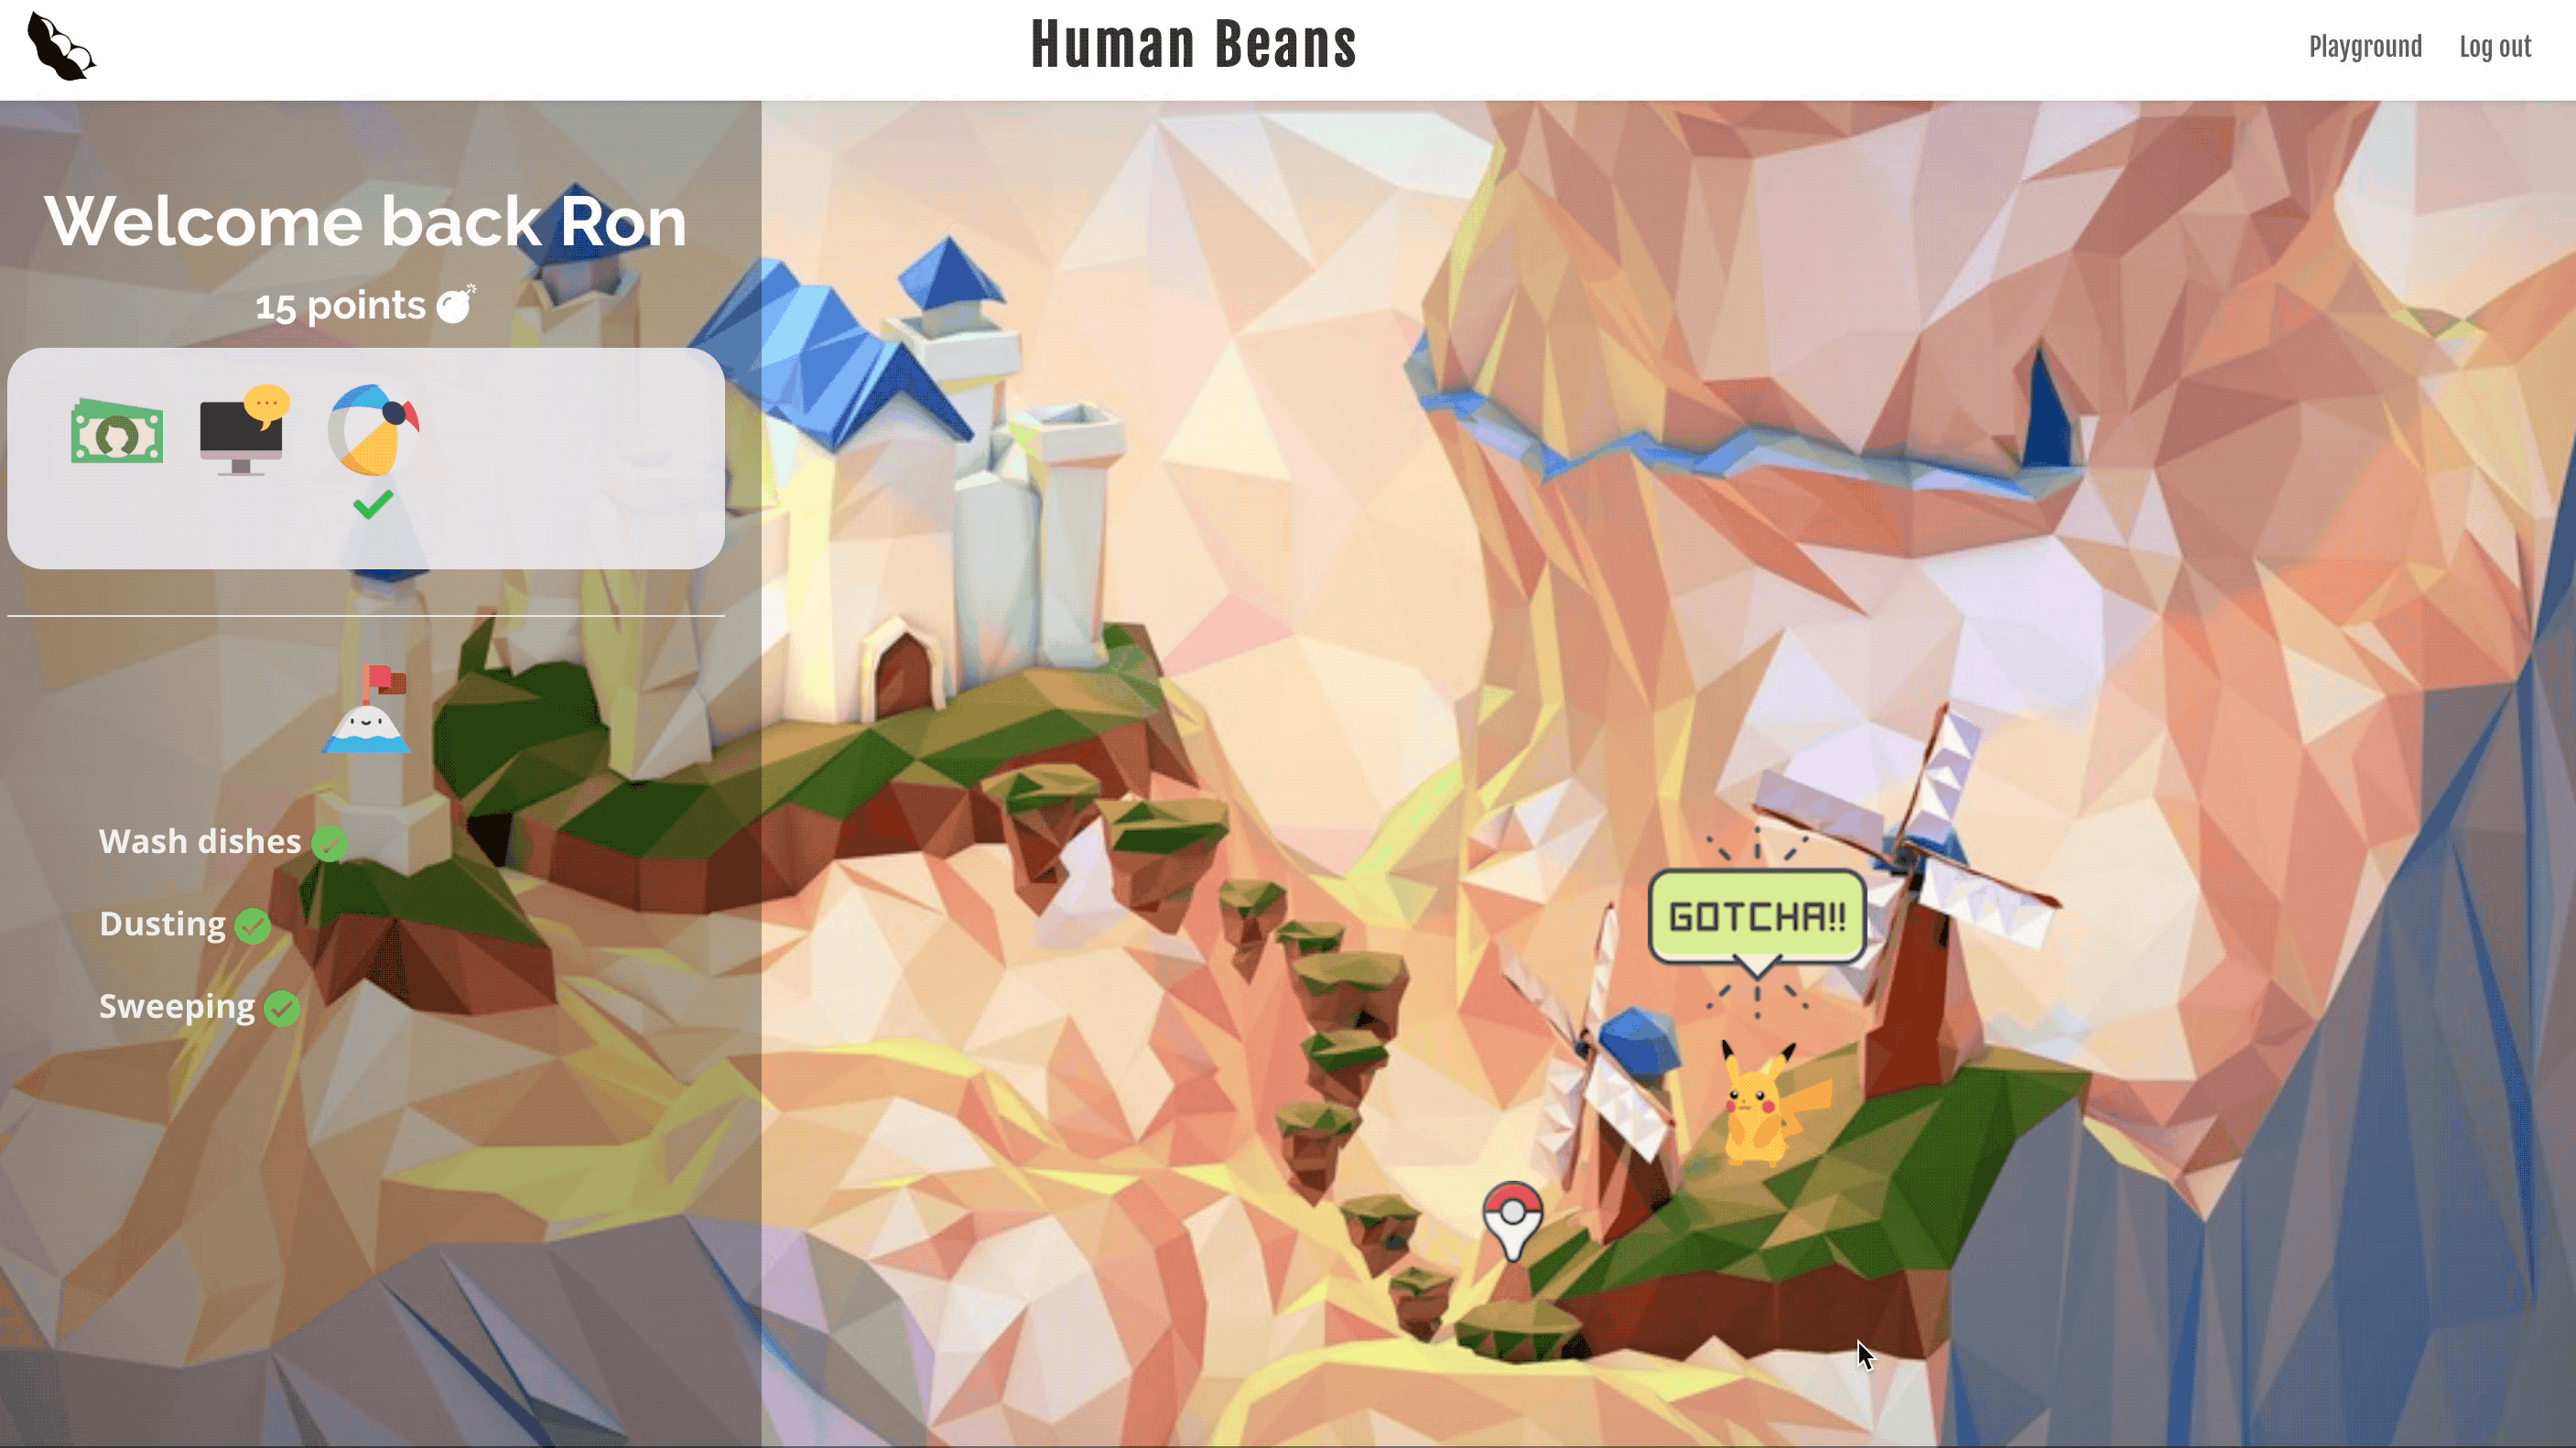 Human Beans
Playground
Log out
Welcome back Ron
15 points
Wash dishes
Dusting
Sweeping
GOTCHA!!